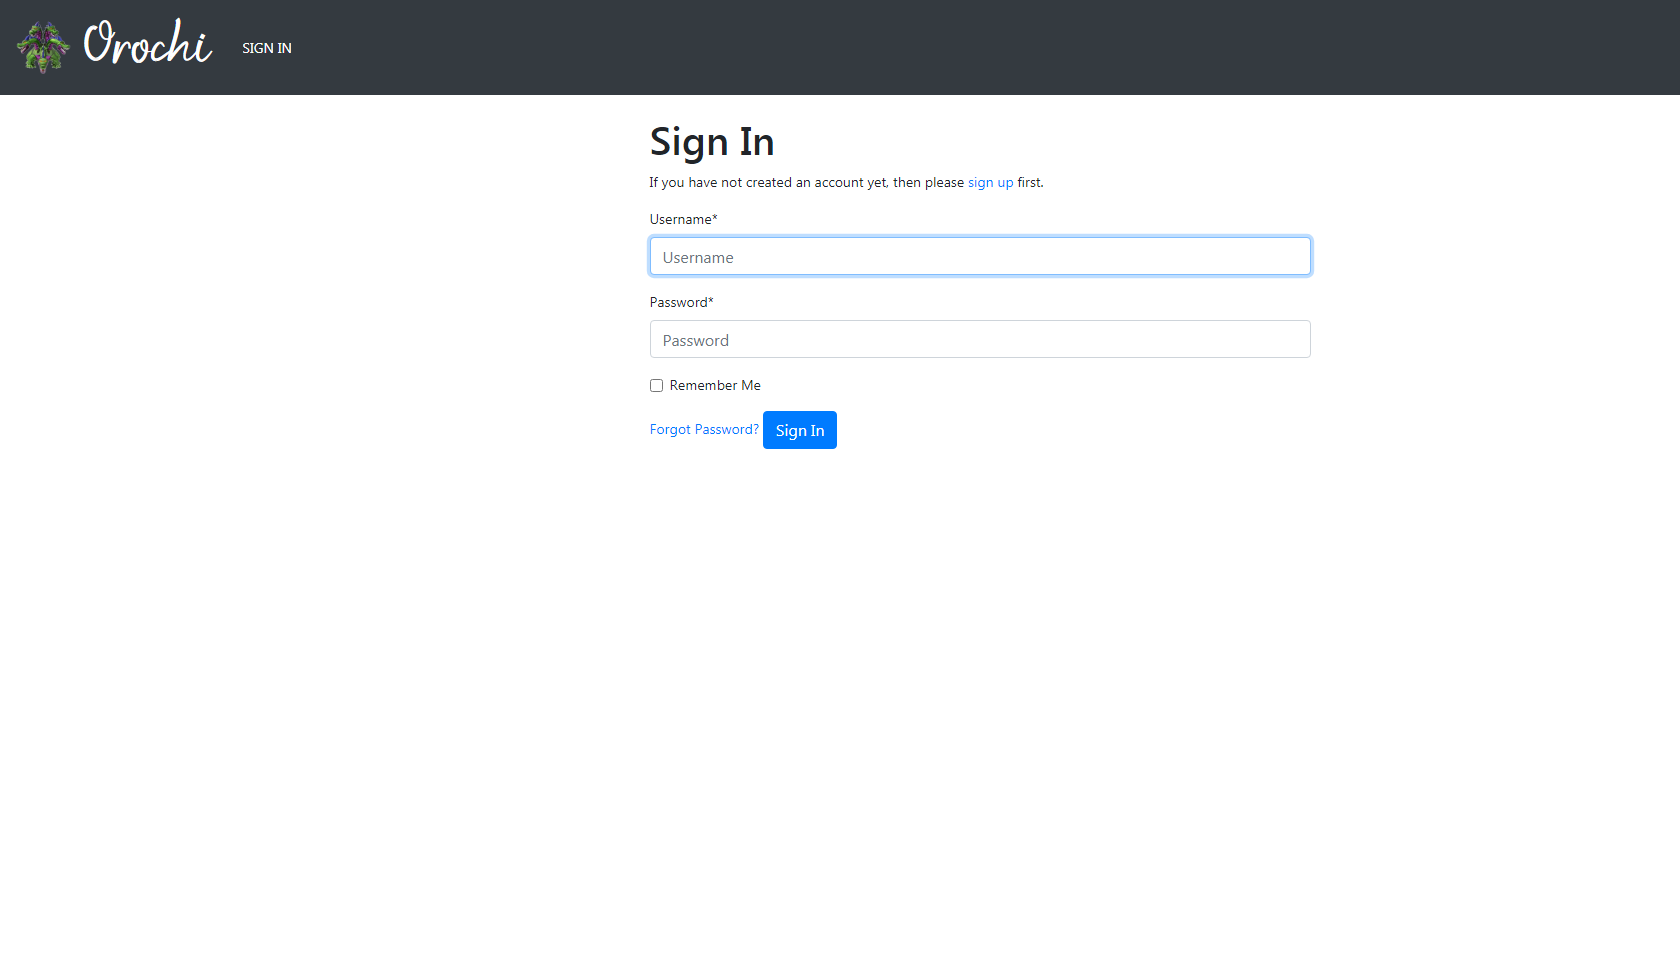 Orochi
SIGN IN
Sign In
If you have not created an account yet, then please sign up first.
Username*
Username
Password*
Password
Remember Me
Forgot Password? Sign In